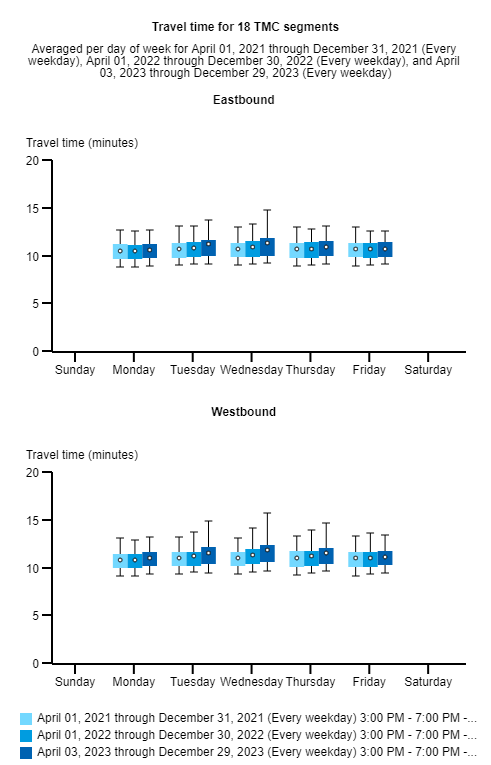 Travel time for 18 TMC segments
Averaged per day of week for April 01, 2021 through December 31, 2021 (Every
weekday), April 01, 2022 through December 30, 2022 (Every weekday), and April
03, 2023 through December 29, 2023 (Every weekday)
Eastbound
Travel time (minutes)
20
15
10
5
0
Sunday Monday Tuesday Wednesday Thursday Friday Saturday
Westbound
Travel time (minutes)
20
15
10
5
0
Sunday Monday Tuesday Wednesday Thursday Friday Saturday
April 01, 2021 through December 31, 2021 (Every weekday) 3:00 PM - 7:00 PM -...
April 01, 2022 through December 30, 2022 (Every weekday) 3:00 PM - 7:00 PM -...
April 03, 2023 through December 29, 2023 (Every weekday) 3:00 PM - 7:00 PM -...